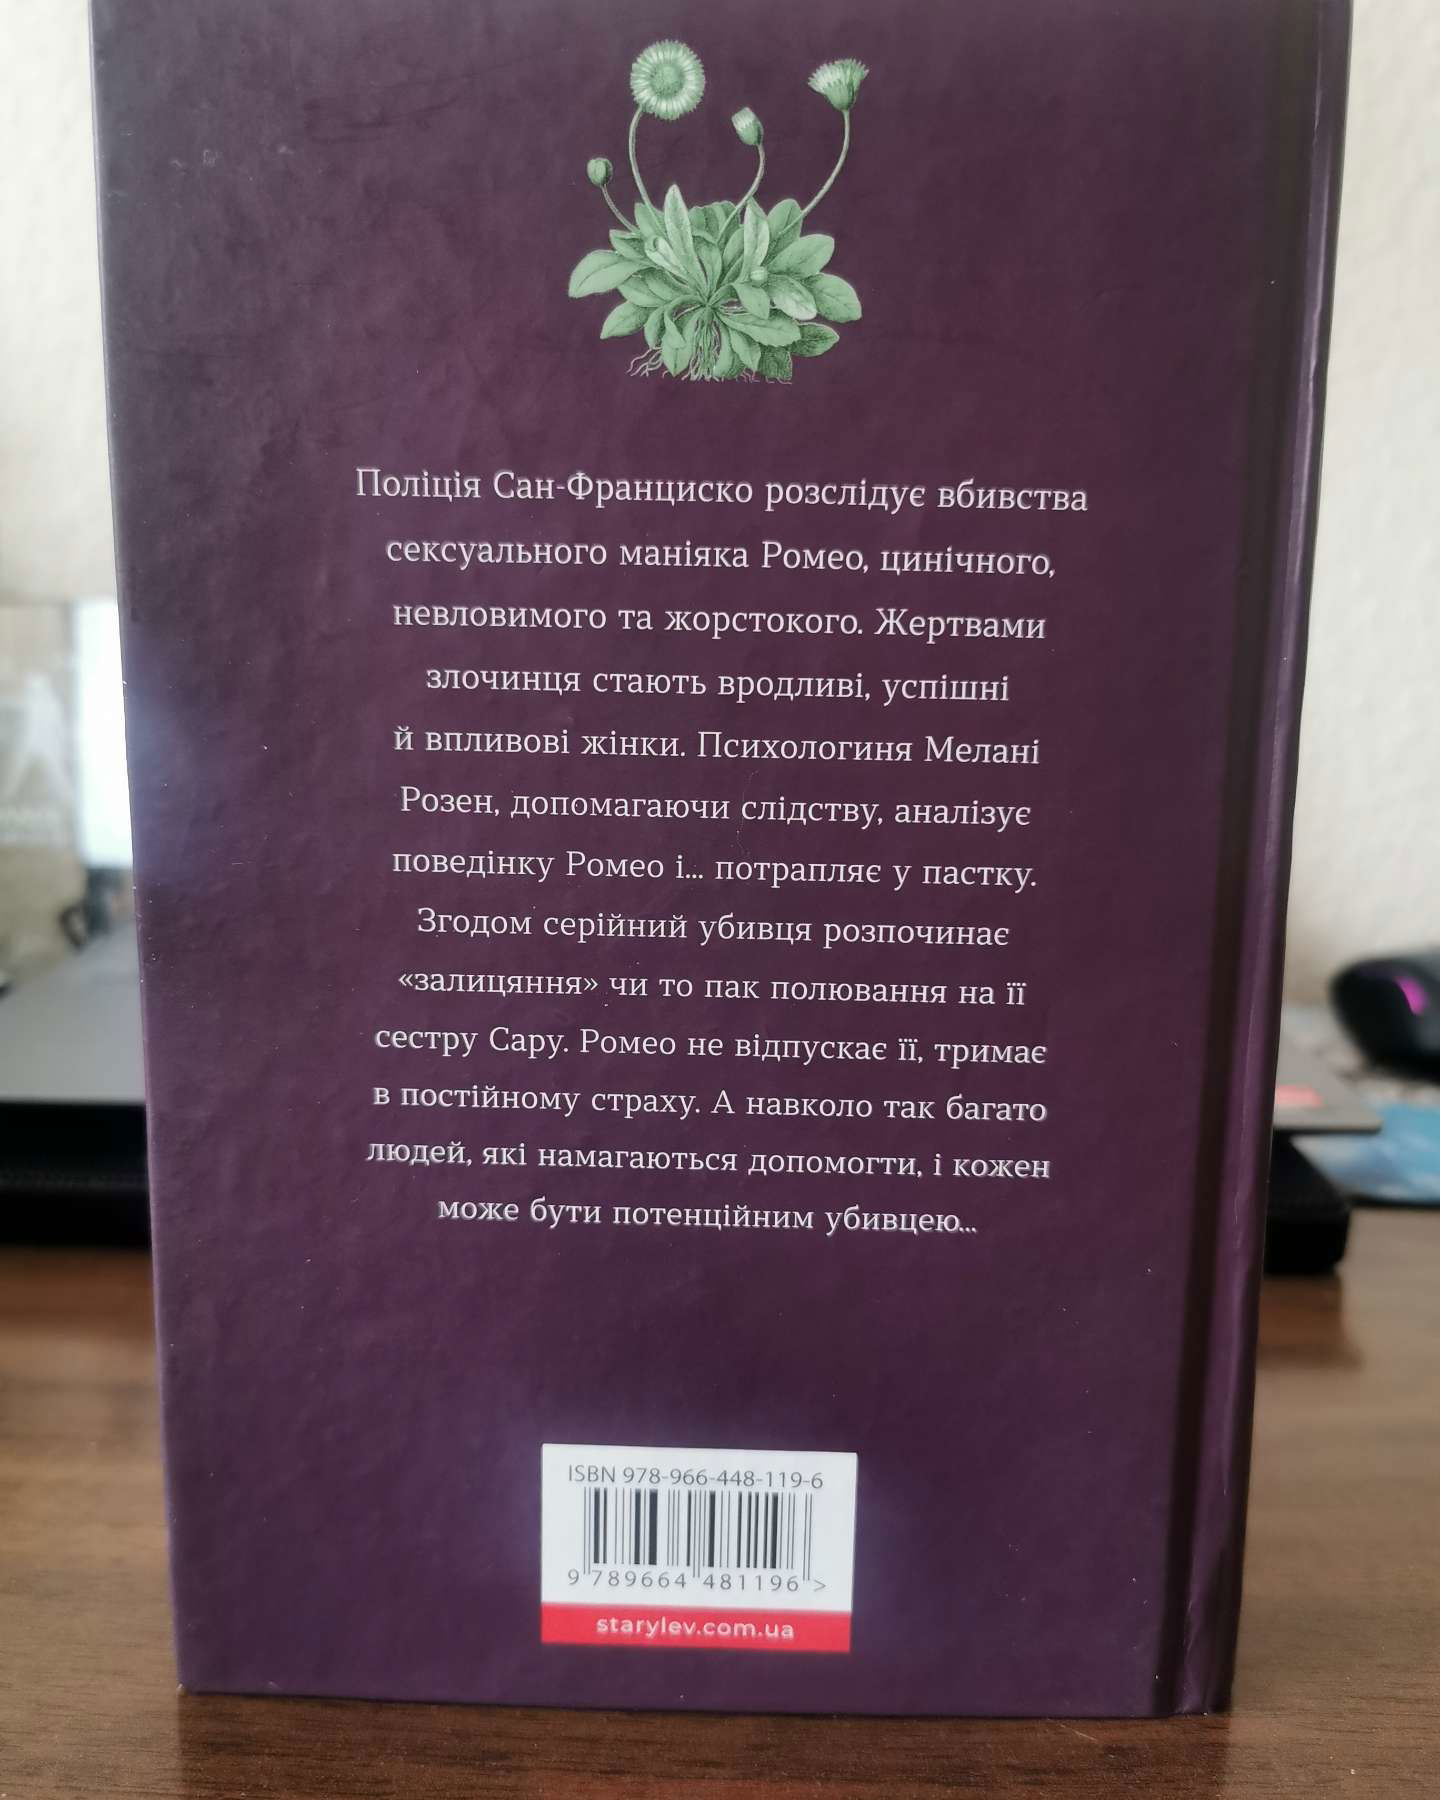 Поліція Сан-Франциско розслідує вбивства
сексуального маніяка Ромео, цинічного,
невловимого та жорстокого. Жертвами
злочинця стають вродливі, успішні
й впливові жінки. Психологиня Мелані
Розен, допомагаючи слідству, аналізує
поведінку Ромео і... потрапляє у пастку.
Згодом серійний убивця розпочинає
«залицяння» чи то пак полювання на її
сестру Сару. Ромео не відпускає її, тримає
в постійному страху. А навколо так багато
людей, які намагаються допомогти, і кожен
може бути потенційним убивцею...
ISBN 978-966-448-119-6
9 789664 481196 >
starylev.com.ua